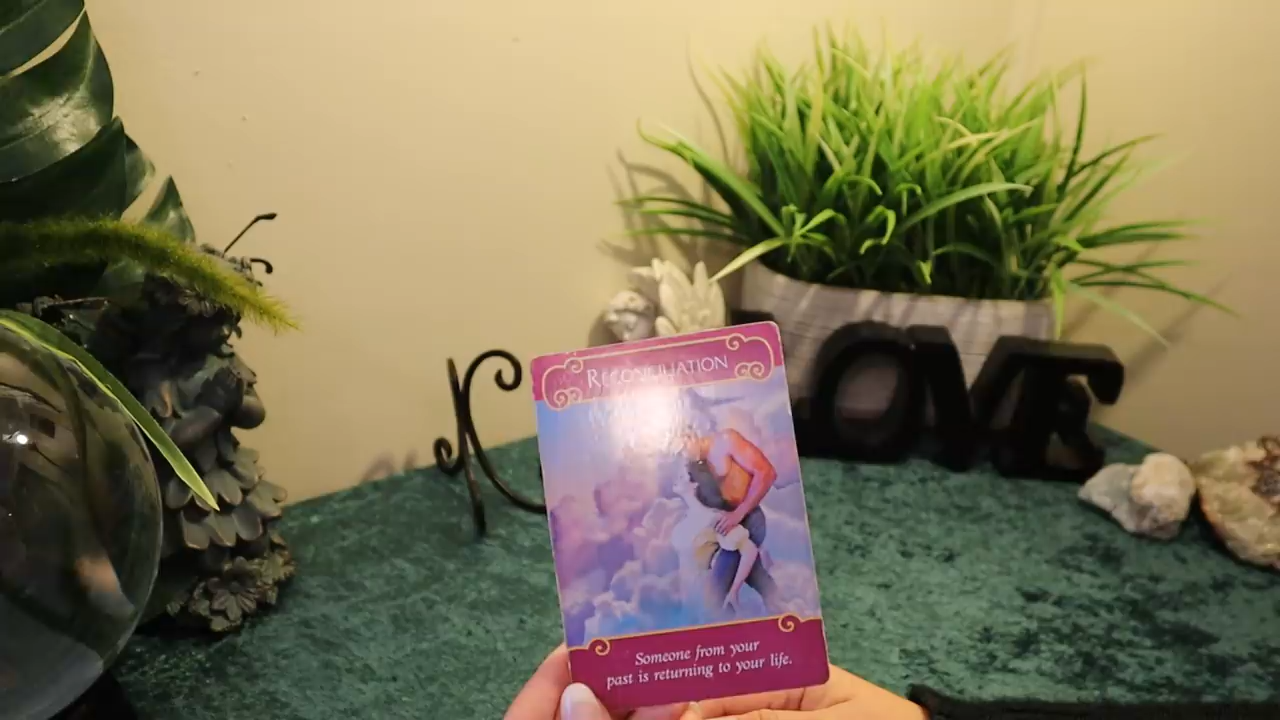 RECONCILIATION
LOVE
Someone from your
past is returning to your life.